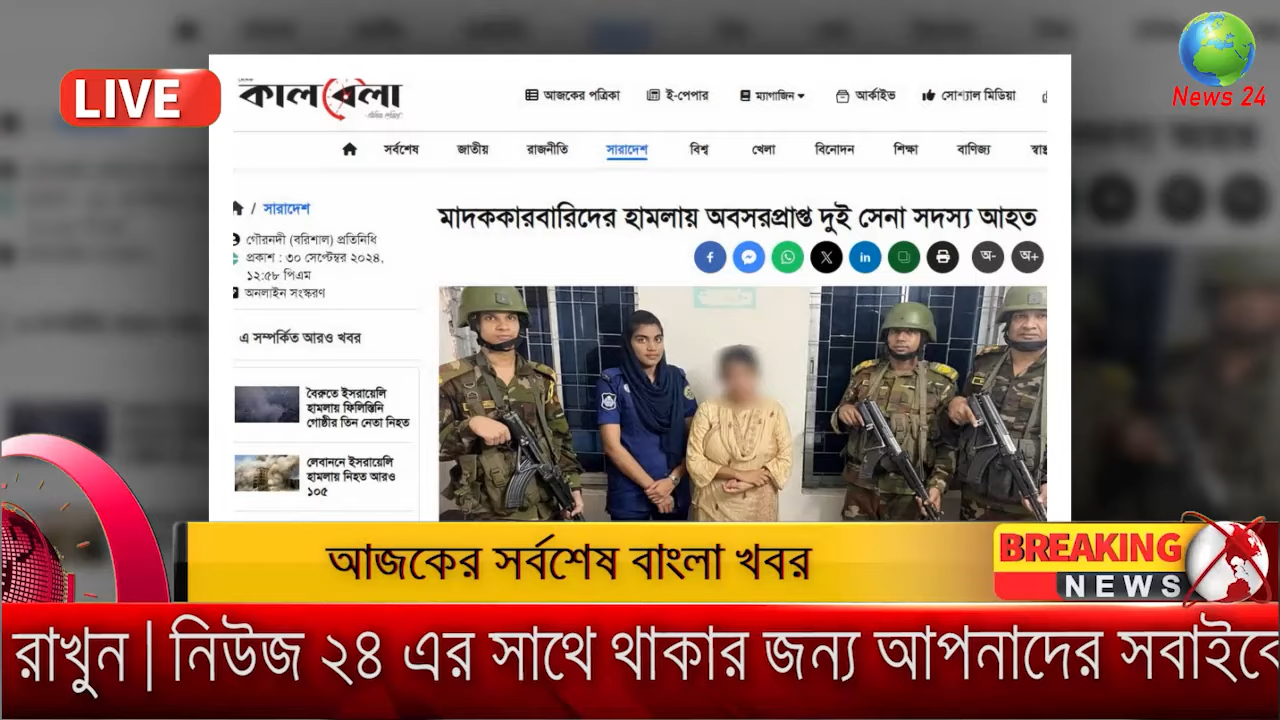 LIVE
News 24
কালবেলা
আজকের পত্রিকা
ই-পেপার
ম্যাগাজিন
আর্কাইভ
সোশ্যাল মিডিয়া
সর্বশেষ
জাতীয়
রাজনীতি
সারাদেশ
বিশ্ব
খেলা
বিনোদন
শিক্ষা
বাণিজ্য
/ সারাদেশ
গৌরনদী (বরিশাল) প্রতিনিধি
প্রকাশ : ৩০ সেপ্টেম্বর ২০২৪,
১২:৫৮ পিএম
অনলাইন সংস্করণ
মাদককারবারিদের হামলায় অবসরপ্রাপ্ত দুই সেনা সদস্য আহত
অ-
অ+
এ সম্পর্কিত আরও খবর
বৈরুতে ইসরায়েলি
হামলায় ফিলিস্তিনি
গোষ্ঠীর তিন নেতা নিহত
লেবাননে ইসরায়েলি
হামলায় নিহত আরও
১০৫
আজকের সর্বশেষ বাংলা খবর
BREAKING
NEWS
রাখুন | নিউজ ২৪ এর সাথে থাকার জন্য আপনাদের সবাইকে